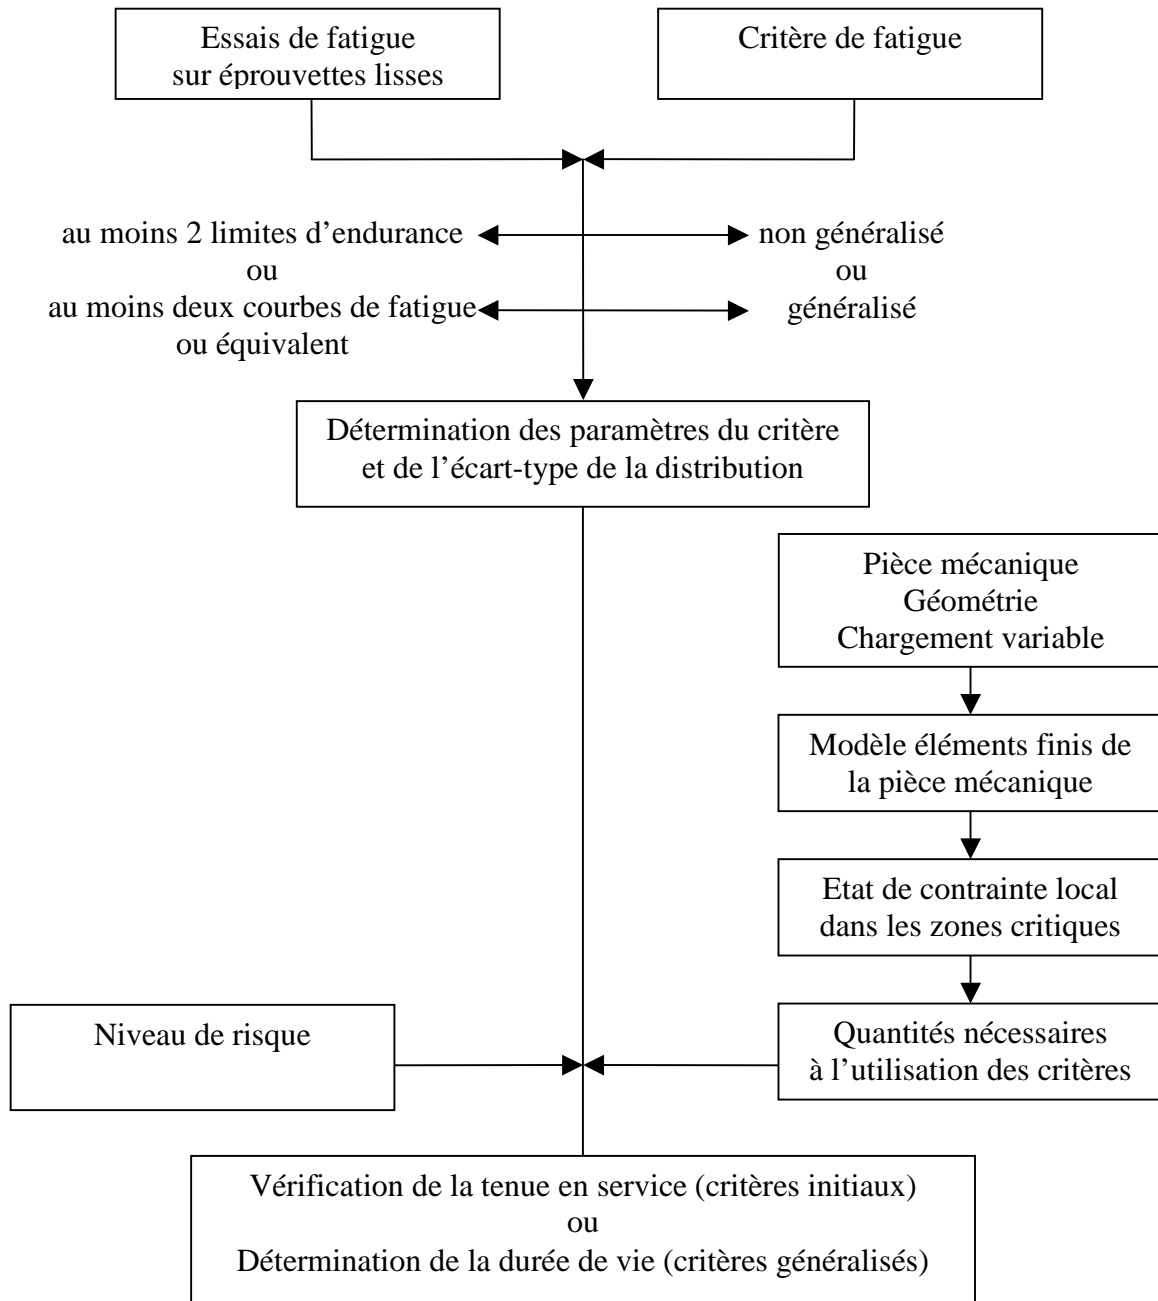 Essais de fatigue
sur éprouvettes lisses
Critère de fatigue
au moins 2 limites d’endurance
ou
au moins deux courbes de fatigue
ou équivalent
non généralisé
ou
généralisé
Détermination des paramètres du critère
et de l’écart-type de la distribution
Pièce mécanique
Géométrie
Chargement variable
Modèle éléments finis de
la pièce mécanique
Etat de contrainte local
dans les zones critiques
Niveau de risque
Quantités nécessaires
à l’utilisation des critères
Vérification de la tenue en service (critères initiaux)
ou
Détermination de la durée de vie (critères généralisés)